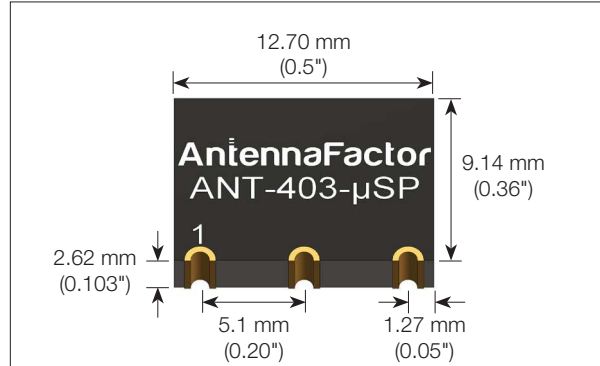 12.70 mm
(0.5")
AntennaFactor
ANT-403-µSP
9.14 mm
(0.36")
1
2.62 mm
(0.103")
5.1 mm
(0.20")
1.27 mm
(0.05")